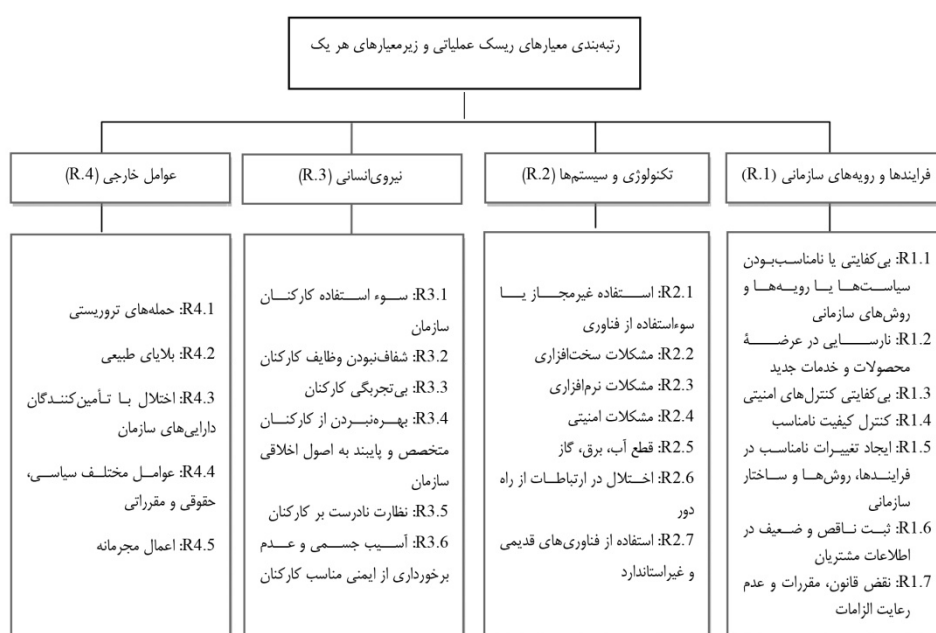 رتبه‌بندی معیارهای ریسک عملیاتی و زیرمعیارهای هر یک
فرایندها و رویه‌های سازمانی (R.1)
R1.1: بی‌کفایتی یا نامناسب‌بودن
سیاست‌ها یا رویه‌ها و
روش‌های سازمانی
R1.2: نارسایی در عرضۀ
محصولات و خدمات جدید
R1.3: بی‌کفایتی کنترل‌های امنیتی
R1.4: کنترل کیفیت نامناسب
R1.5: ایجاد تغییرات نامناسب در
فرایندها، روش‌ها و ساختار
سازمانی
R1.6: ثبت ناقص و ضعیف در
اطلاعات مشتریان
R1.7: نقض قانون، مقررات و عدم
رعایت الزامات
تکنولوژی و سیستم‌ها (R.2)
R2.1: استفاده غیرمجاز یا
سوءاستفاده از فناوری
R2.2: مشکلات سخت‌افزاری
R2.3: مشکلات نرم‌افزاری
R2.4: مشکلات امنیتی
R2.5: قطع آب، برق، گاز
R2.6: اختلال در ارتباطات از راه
دور
R2.7: استفاده از فناوری‌های قدیمی
و غیراستاندارد
نیروی‌انسانی (R.3)
R3.1: سوء استفاده کارکنان
سازمان
R3.2: شفاف‌نبودن وظایف کارکنان
R3.3: بی‌تجربگی کارکنان
R3.4: بهره‌نبردن از کارکنان
متخصص و پایبند به اصول اخلاقی
سازمان
R3.5: نظارت نادرست بر کارکنان
R3.6: آسیب جسمی و عدم
برخورداری از ایمنی مناسب کارکنان
عوامل خارجی (R.4)
R4.1: حمله‌های تروریستی
R4.2: بلایای طبیعی
R4.3: اختلال با تأمین‌کنندگان
دارایی‌های سازمان
R4.4: عوامل مختلف سیاسی،
حقوقی و مقرراتی
R4.5: اعمال مجرمانه